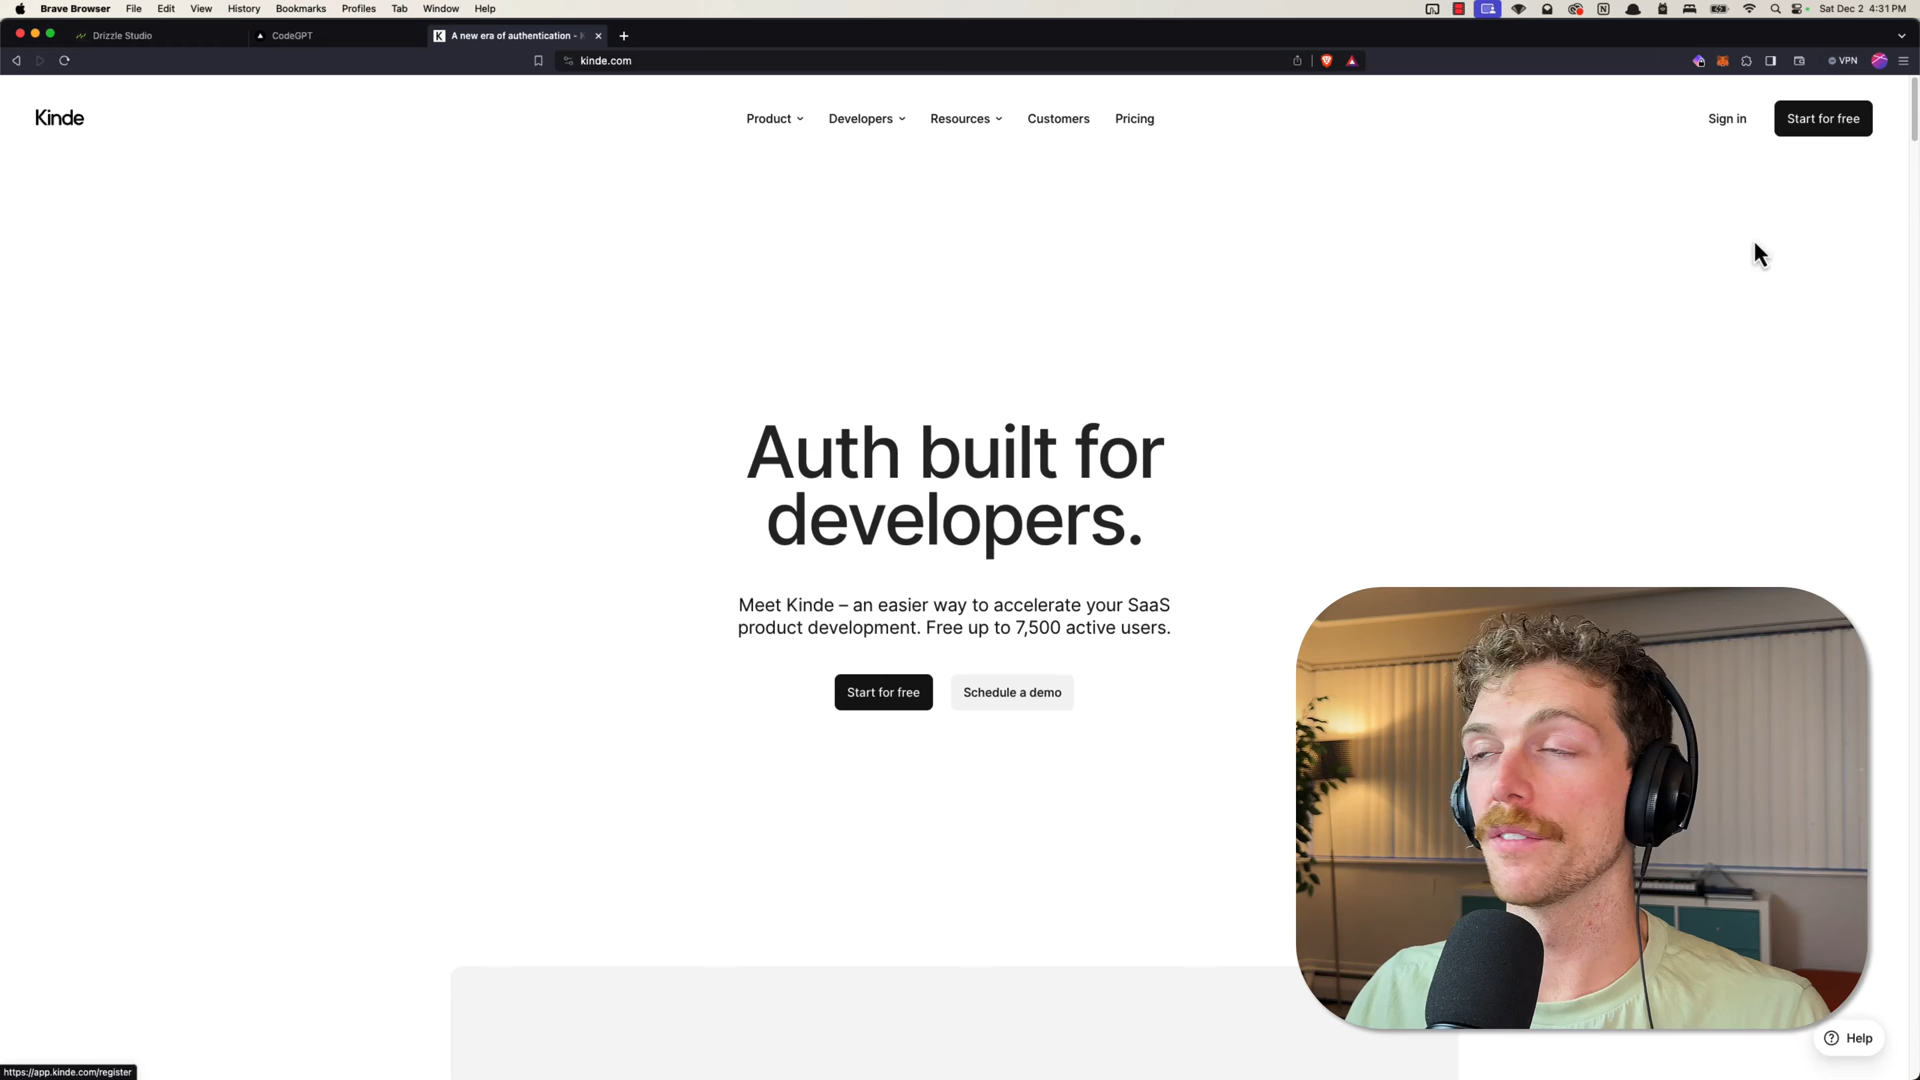 Brave Browser File Edit View History Bookmarks Profiles Tab Window Help
Sat Dec 2 4:31 PM
Drizzle Studio
CodeGPT
A new era of authentication -
kinde.com
VPN
Kinde
Product
Developers
Resources
Customers
Pricing
Sign in
Start for free
Auth built for
developers.
Meet Kinde – an easier way to accelerate your SaaS
product development. Free up to 7,500 active users.
Start for free
Schedule a demo
Help
https://app.kinde.com/register